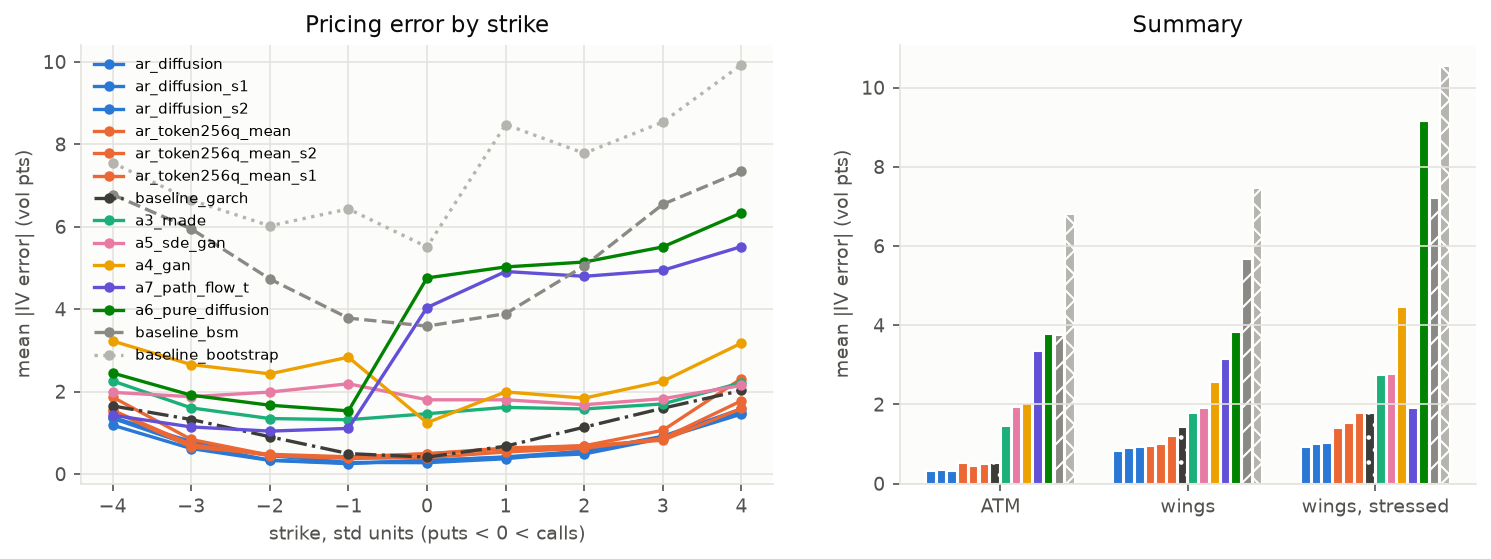 Pricing error by strike
mean |IV error| (vol pts)
10
8
6
4
2
0
ar_diffusion
ar_diffusion_s1
ar_diffusion_s2
ar_token256q_mean
ar_token256q_mean_s2
ar_token256q_mean_s1
baseline_garch
a3_made
a5_sde_gan
a4_gan
a7_path_flow_t
a6_pure_diffusion
baseline_bsm
baseline_bootstrap
−4 −3 −2 −1 0 1 2 3 4
strike, std units (puts < 0 < calls)
Summary
mean |IV error| (vol pts)
10
8
6
4
2
0
ATM wings wings, stressed